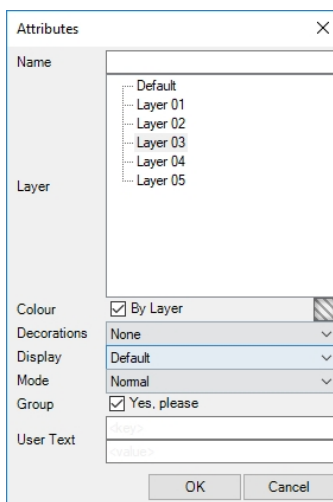 Attributes
Name
Default
Layer 01
Layer 02
Layer 03
Layer 04
Layer 05
Layer
Colour By Layer
Decorations None
Display Default
Mode Normal
Group Yes, please
User Text
<key>
<value>
OK Cancel